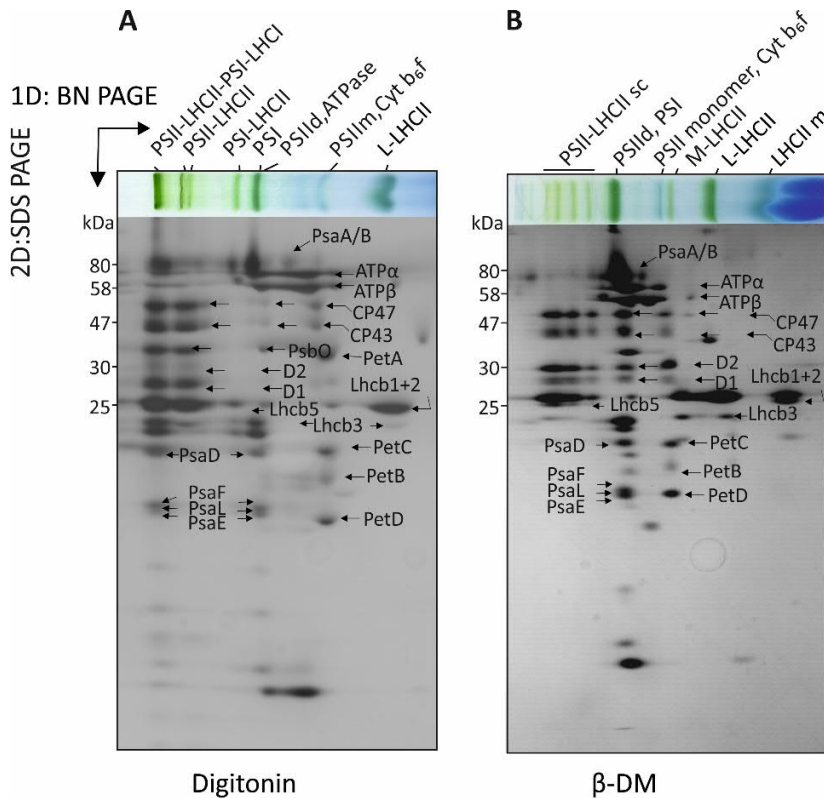 A
1D: BN PAGE
2D:SDS PAGE
PSII-LHCII-PSI-LHCI
PSII-LHCII
PSI-LHCII
PSI
PSIId,ATPase
PSIIm, Cyt b₆f
L-LHCII
kDa
80
58
47
30
25
PsaA/B
ATPα
ATPβ
CP47
CP43
PsbO
PetA
D2
D1
Lhcb1+2
Lhcb5
Lhcb3
PsaD
PetC
PetB
PsaF
PsaL
PsaE
PetD
Digitonin
B
PSII-LHCII sc
PSIId, PSI
PSII monomer, Cyt b₆f
M-LHCII
L-LHCII
LHCII m
kDa
80
58
47
30
25
PsaA/B
ATPα
ATPβ
CP47
CP43
D2
D1
Lhcb1+2
Lhcb5
Lhcb3
PsaD
PetC
PetB
PsaF
PsaL
PsaE
PetD
β-DM